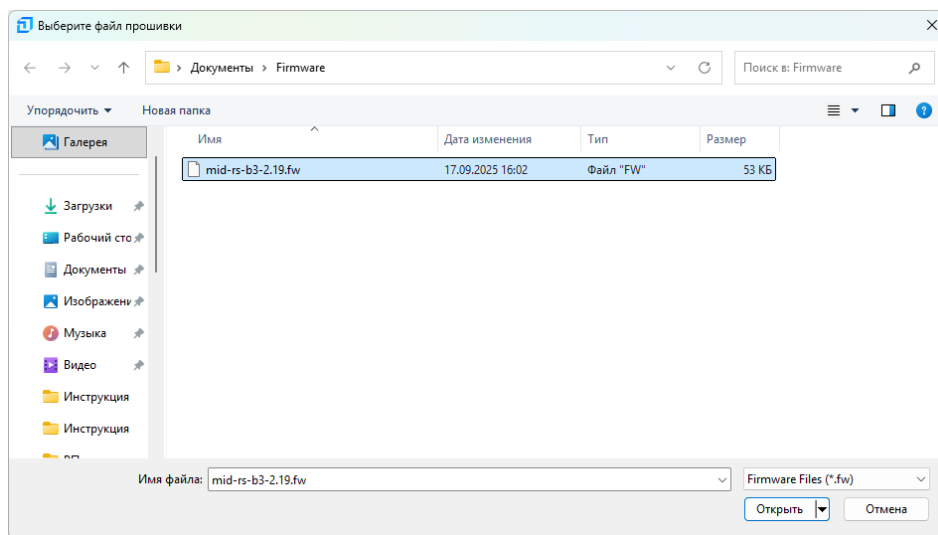 Выберите файл прошивки
Документы > Firmware
Поиск в: Firmware
Упорядочить
Новая папка
Галерея
Загрузки
Рабочий сто
Документы
Изображени
Музыка
Видео
Инструкция
Инструкция
Имя
Дата изменения
Тип
Размер
mid-rs-b3-2.19.fw
17.09.2025 16:02
Файл "FW"
53 КБ
Имя файла:
mid-rs-b3-2.19.fw
Firmware Files (*.fw)
Открыть
Отмена